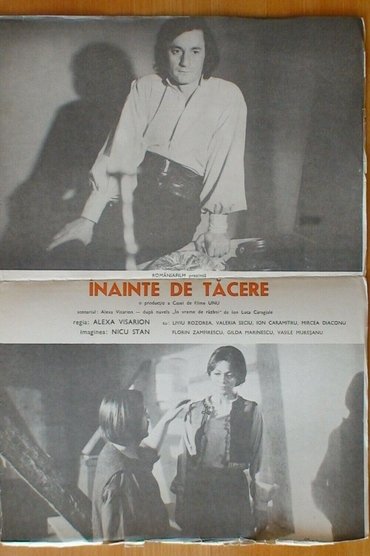 ROMÂNIAFILM prezintă
ÎNAINTE DE TĂCERE
o producție a Casei de Filme UNU
scenariul: Alexa Visarion — după nuvela „În vreme de război” de Ion Luca Caragiale
regia: ALEXA VISARION
imaginea: NICU STAN
cu: LIVIU ROZOREA, VALERIA SECIU, ION CARAMITRU, MIRCEA DIACONU
FLORIN ZAMFIRESCU, GILDA MARINESCU, VASILE MUREȘANU